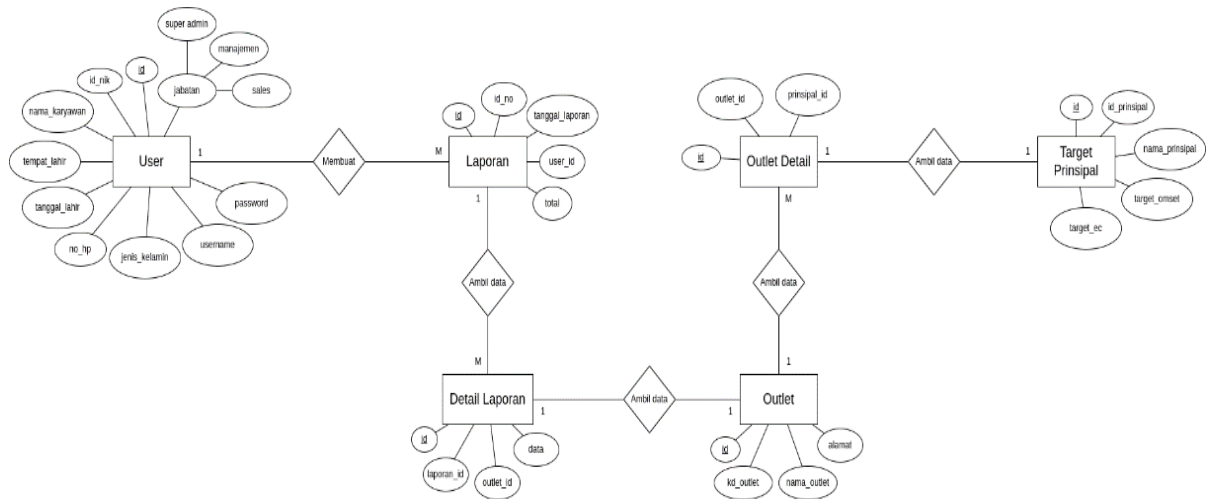 super admin
manajemen
id_nik
id
jabatan
sales
nama_karyawan
tempat_lahir
User
tanggal_lahir
password
no_hp
jenis_kelamin
username
1
Membuat
M
id
id_no
tanggal_laporan
Laporan
user_id
total
1
Ambil data
M
Detail Laporan
id
laporan_id
outlet_id
data
1
Ambil data
1
Outlet
id
kd_outlet
nama_outlet
alamat
1
Ambil data
M
outlet_id
prinsipal_id
id
Outlet Detail
1
Ambil data
1
id
id_prinsipal
Target
Prinsipal
nama_prinsipal
target_omset
target_ec